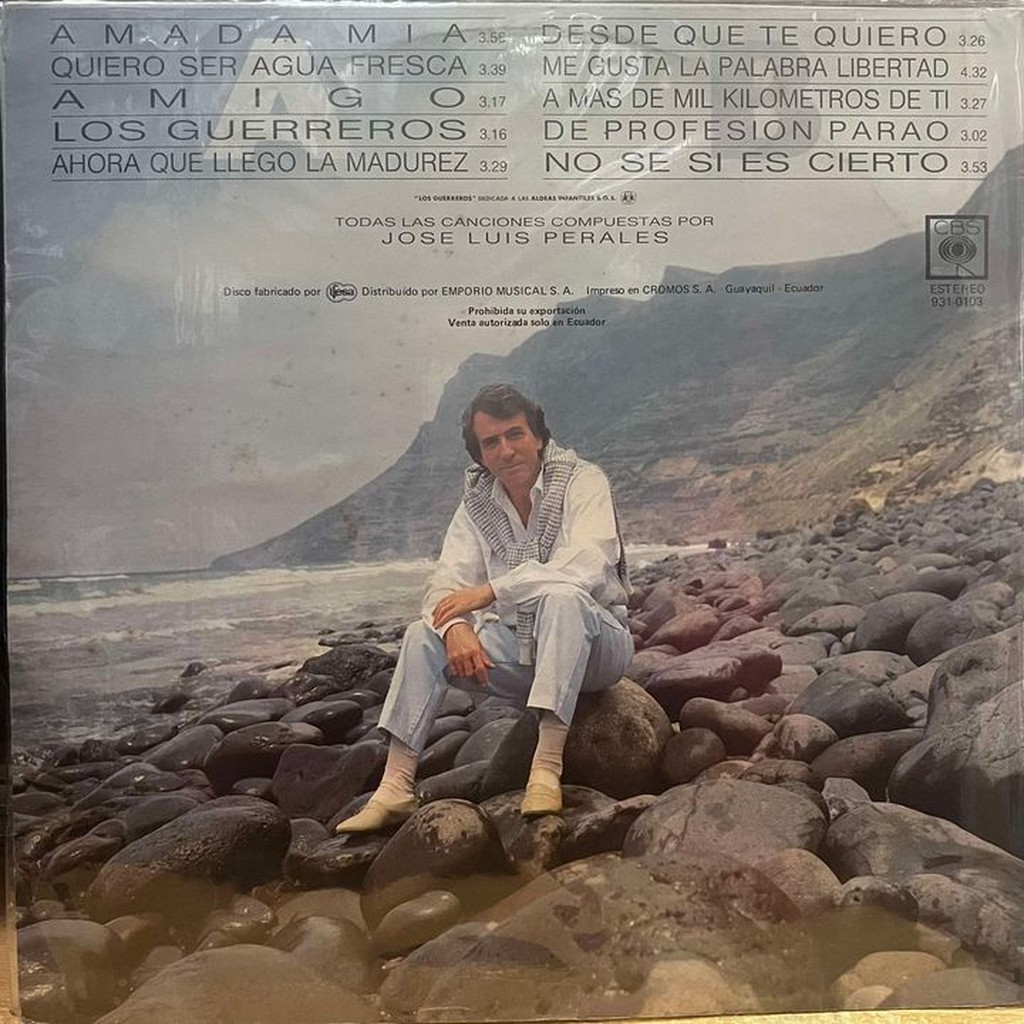 AMADA MIA 3.56
QUIERO SER AGUA FRESCA 3.39
AMIGO 3.17
LOS GUERREROS 3.16
AHORA QUE LLEGO LA MADUREZ 3.29
DESDE QUE TE QUIERO 3.26
ME GUSTA LA PALABRA LIBERTAD 4.32
A MAS DE MIL KILOMETROS DE TI 3.27
DE PROFESION PARAO 3.02
NO SE SI ES CIERTO 3.53
"LOS GUERREROS" DEDICADA A LAS ALDEAS INFANTILES S.O.S.
TODAS LAS CANCIONES COMPUESTAS POR
JOSE LUIS PERALES
CBS
ESTEREO
931-0103
Disco fabricado por ifesa Distribuído por EMPORIO MUSICAL S. A. Impreso en CROMOS S. A. Guayaquil - Ecuador
Prohibida su exportación
Venta autorizada solo en Ecuador